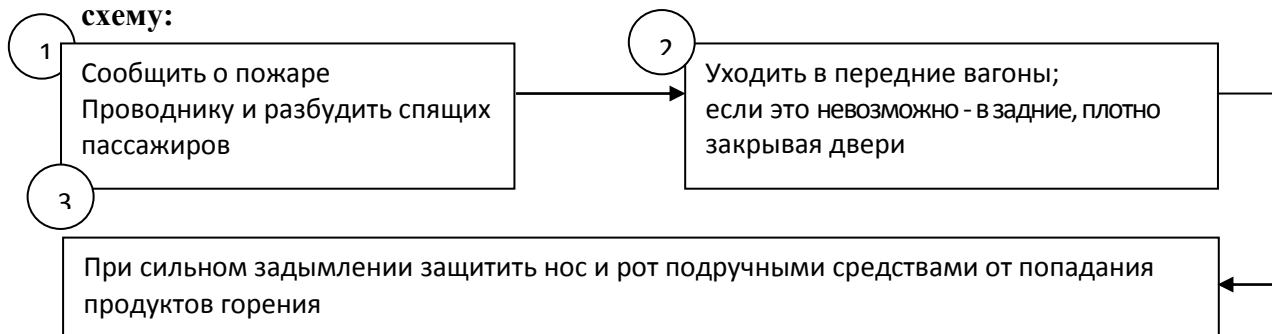 схему:
1
Сообщить о пожаре
Проводнику и разбудить спящих
пассажиров
2
Уходить в передние вагоны;
если это невозможно - в задние, плотно
закрывая двери
3
При сильном задымлении защитить нос и рот подручными средствами от попадания
продуктов горения